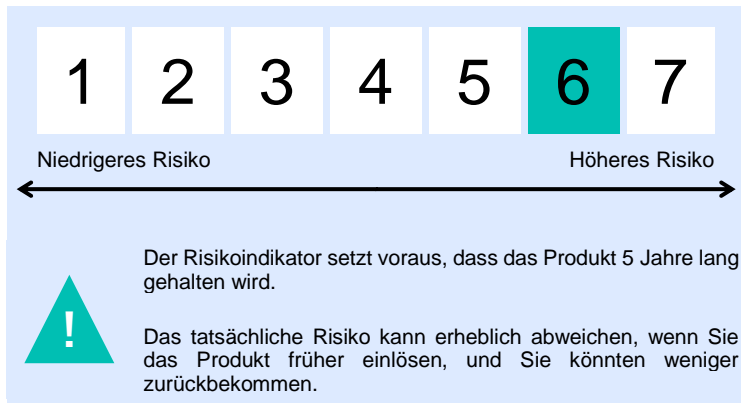 1 2 3 4 5 6 7
Niedrigeres Risiko Höheres Risiko
Der Risikoindikator setzt voraus, dass das Produkt 5 Jahre lang
gehalten wird.
!
Das tatsächliche Risiko kann erheblich abweichen, wenn Sie
das Produkt früher einlösen, und Sie könnten weniger
zurückbekommen.